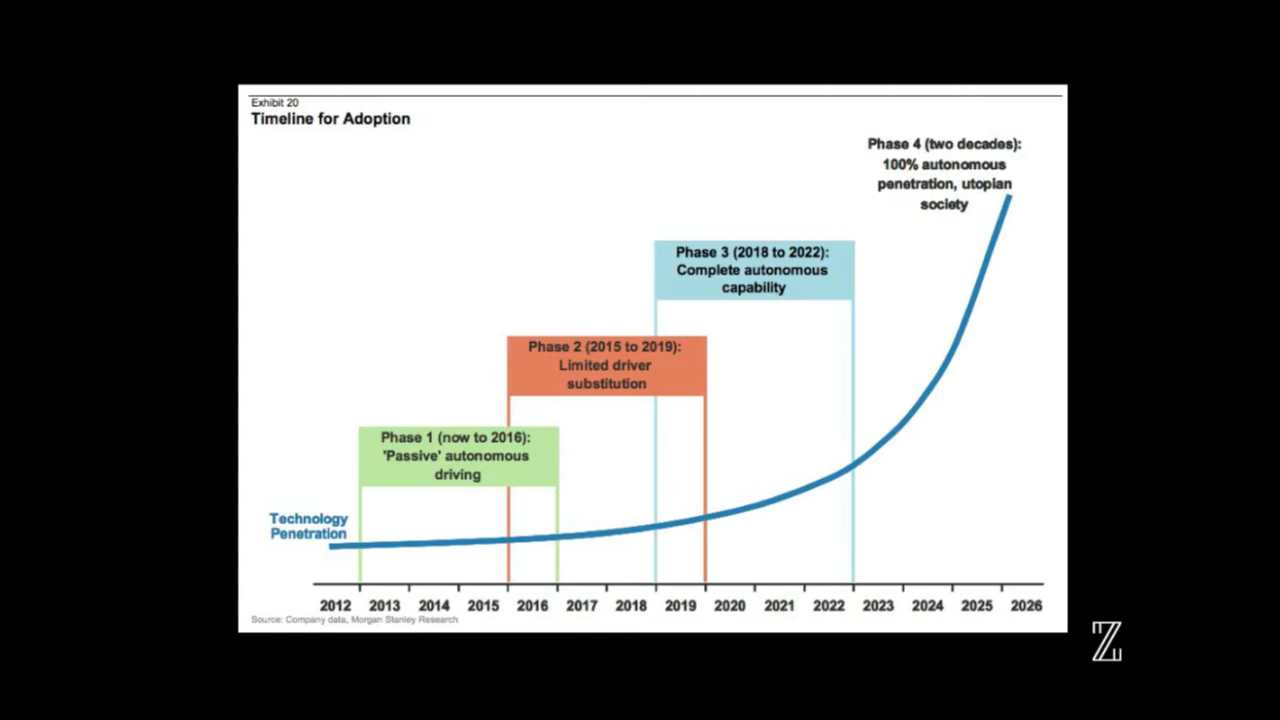 Exhibit 20
Timeline for Adoption
Phase 4 (two decades):
100% autonomous
penetration, utopian
society
Phase 3 (2018 to 2022):
Complete autonomous
capability
Phase 2 (2015 to 2019):
Limited driver
substitution
Phase 1 (now to 2016):
'Passive' autonomous
driving
Technology
Penetration
2012 2013 2014 2015 2016 2017 2018 2019 2020 2021 2022 2023 2024 2025 2026
Source: Company data, Morgan Stanley Research
Z